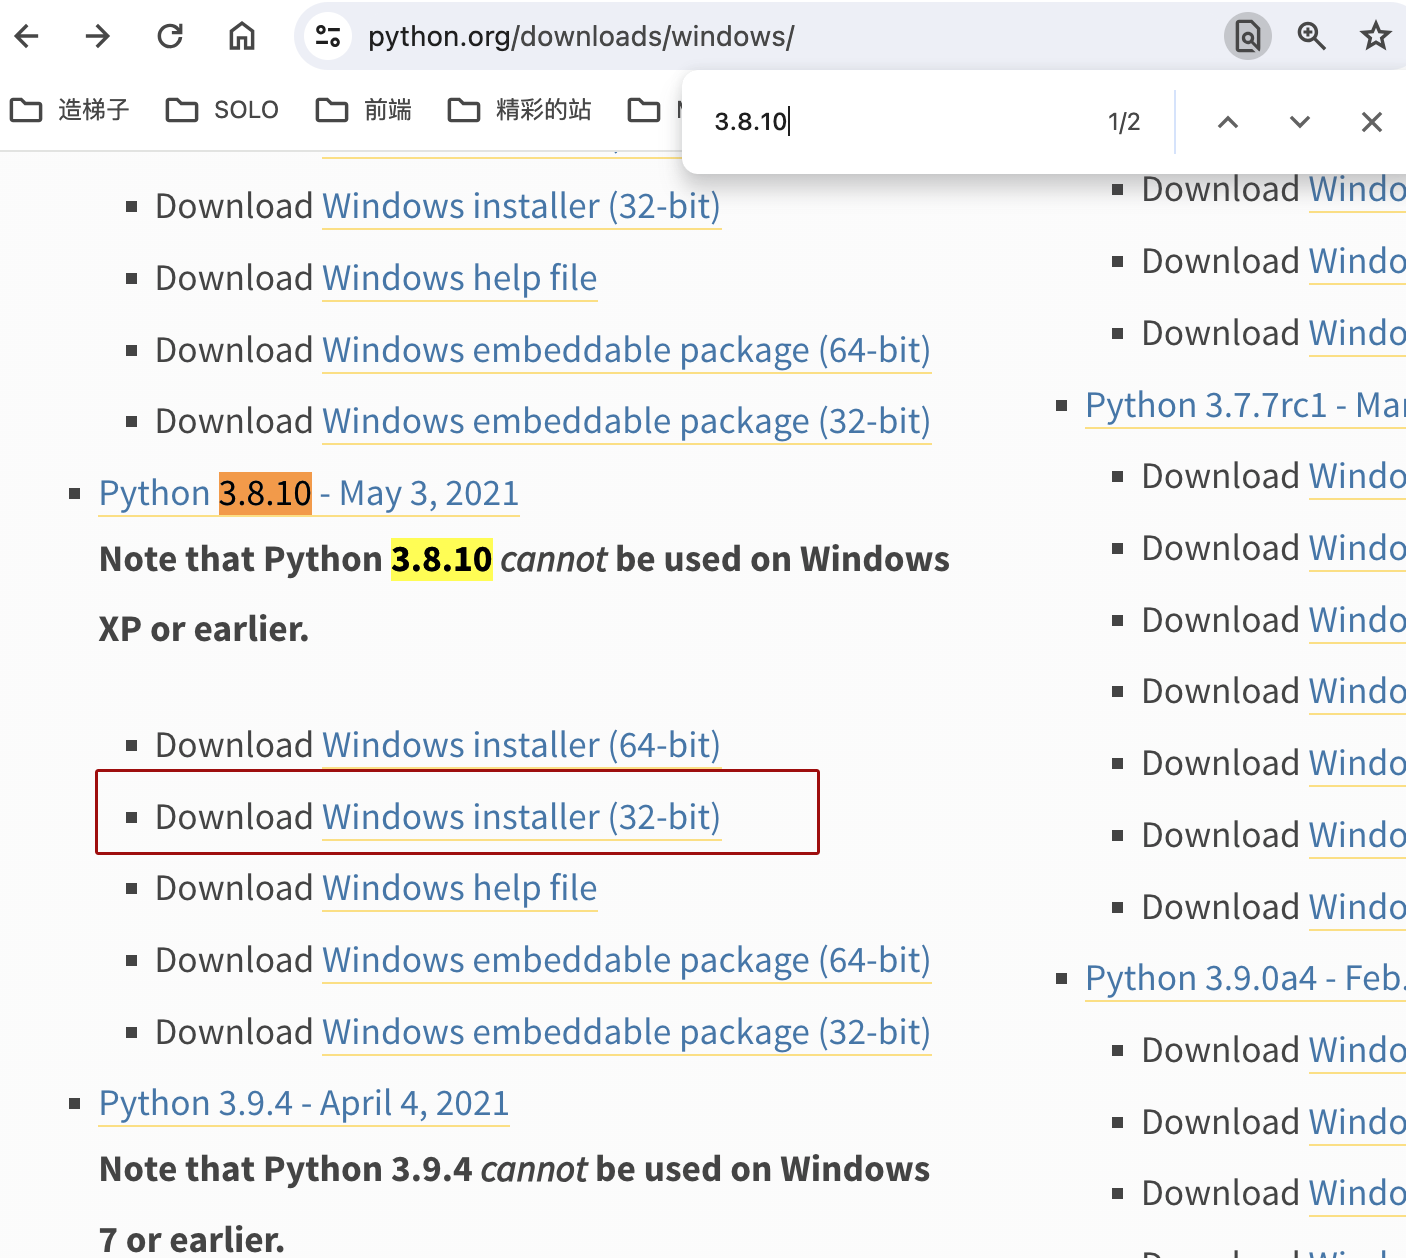 python.org/downloads/windows/
造梯子
SOLO
前端
精彩的站
3.8.10
1/2
Download Windows installer (32-bit)
Download Windows help file
Download Windows embeddable package (64-bit)
Download Windows embeddable package (32-bit)
Python 3.8.10 - May 3, 2021
Note that Python 3.8.10 cannot be used on Windows
XP or earlier.
Download Windows installer (64-bit)
Download Windows installer (32-bit)
Download Windows help file
Download Windows embeddable package (64-bit)
Download Windows embeddable package (32-bit)
Python 3.9.4 - April 4, 2021
Note that Python 3.9.4 cannot be used on Windows
7 or earlier.
Download Windo
Download Windo
Download Windo
Python 3.7.7rc1 - Mar
Download Windo
Download Windo
Download Windo
Download Windo
Download Windo
Download Windo
Download Windo
Python 3.9.0a4 - Feb.
Download Windo
Download Windo
Download Windo